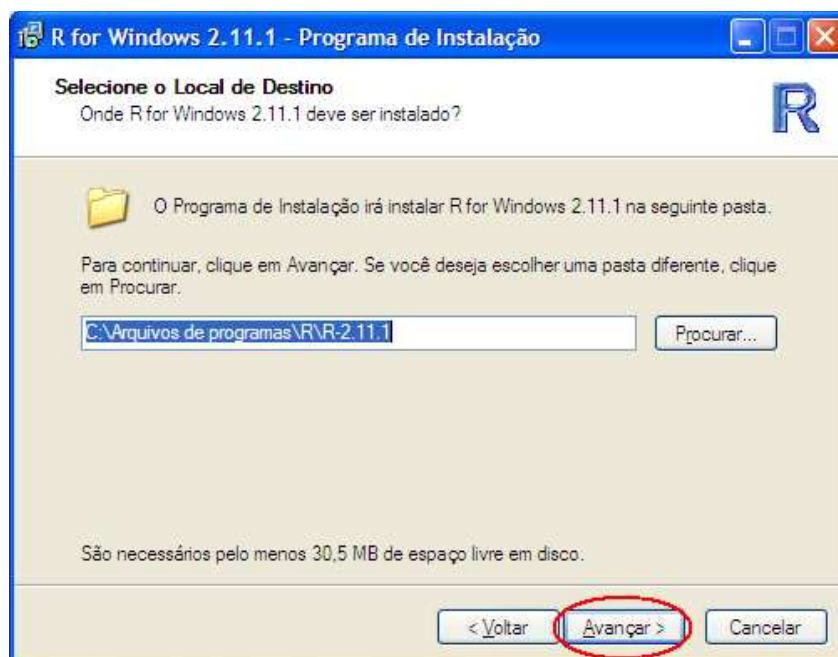 R for Windows 2.11.1 - Programa de Instalação
Selecione o Local de Destino
Onde R for Windows 2.11.1 deve ser instalado?
R
O Programa de Instalação irá instalar R for Windows 2.11.1 na seguinte pasta.
Para continuar, clique em Avançar. Se você deseja escolher uma pasta diferente, clique
em Procurar.
C:\Arquivos de programas\R\R-2.11.1
Procurar...
São necessários pelo menos 30,5 MB de espaço livre em disco.
< Voltar
Avançar >
Cancelar